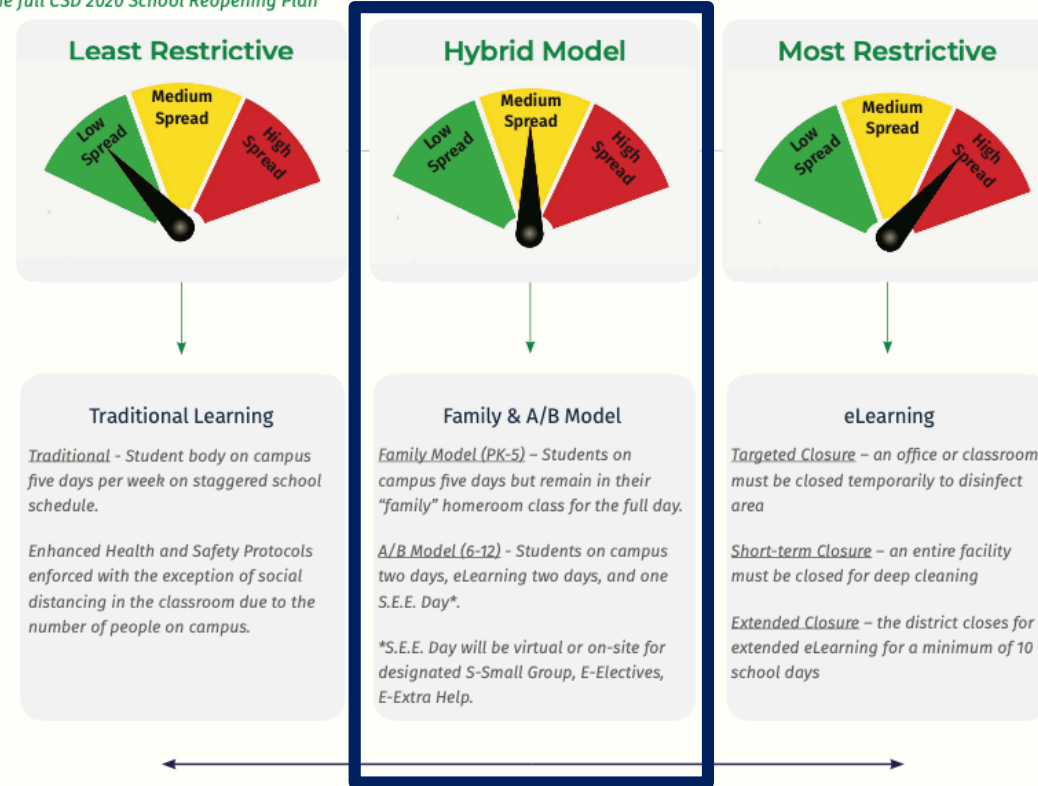 he full CSD 2020 School Reopening Plan
Least Restrictive
Low
Spread
Medium
Spread
High
Spread
Hybrid Model
Low
Spread
Medium
Spread
High
Spread
Most Restrictive
Low
Spread
Medium
Spread
High
Spread
Traditional Learning
Traditional - Student body on campus
five days per week on staggered school
schedule.
Enhanced Health and Safety Protocols
enforced with the exception of social
distancing in the classroom due to the
number of people on campus.
Family & A/B Model
Family Model (PK-5) – Students on
campus five days but remain in their
“family” homeroom class for the full day.
A/B Model (6-12) - Students on campus
two days, eLearning two days, and one
S.E.E. Day*.
*S.E.E. Day will be virtual or on-site for
designated S-Small Group, E-Electives,
E-Extra Help.
eLearning
Targeted Closure – an office or classroom
must be closed temporarily to disinfect
area
Short-term Closure – an entire facility
must be closed for deep cleaning
Extended Closure – the district closes for
extended eLearning for a minimum of 10
school days